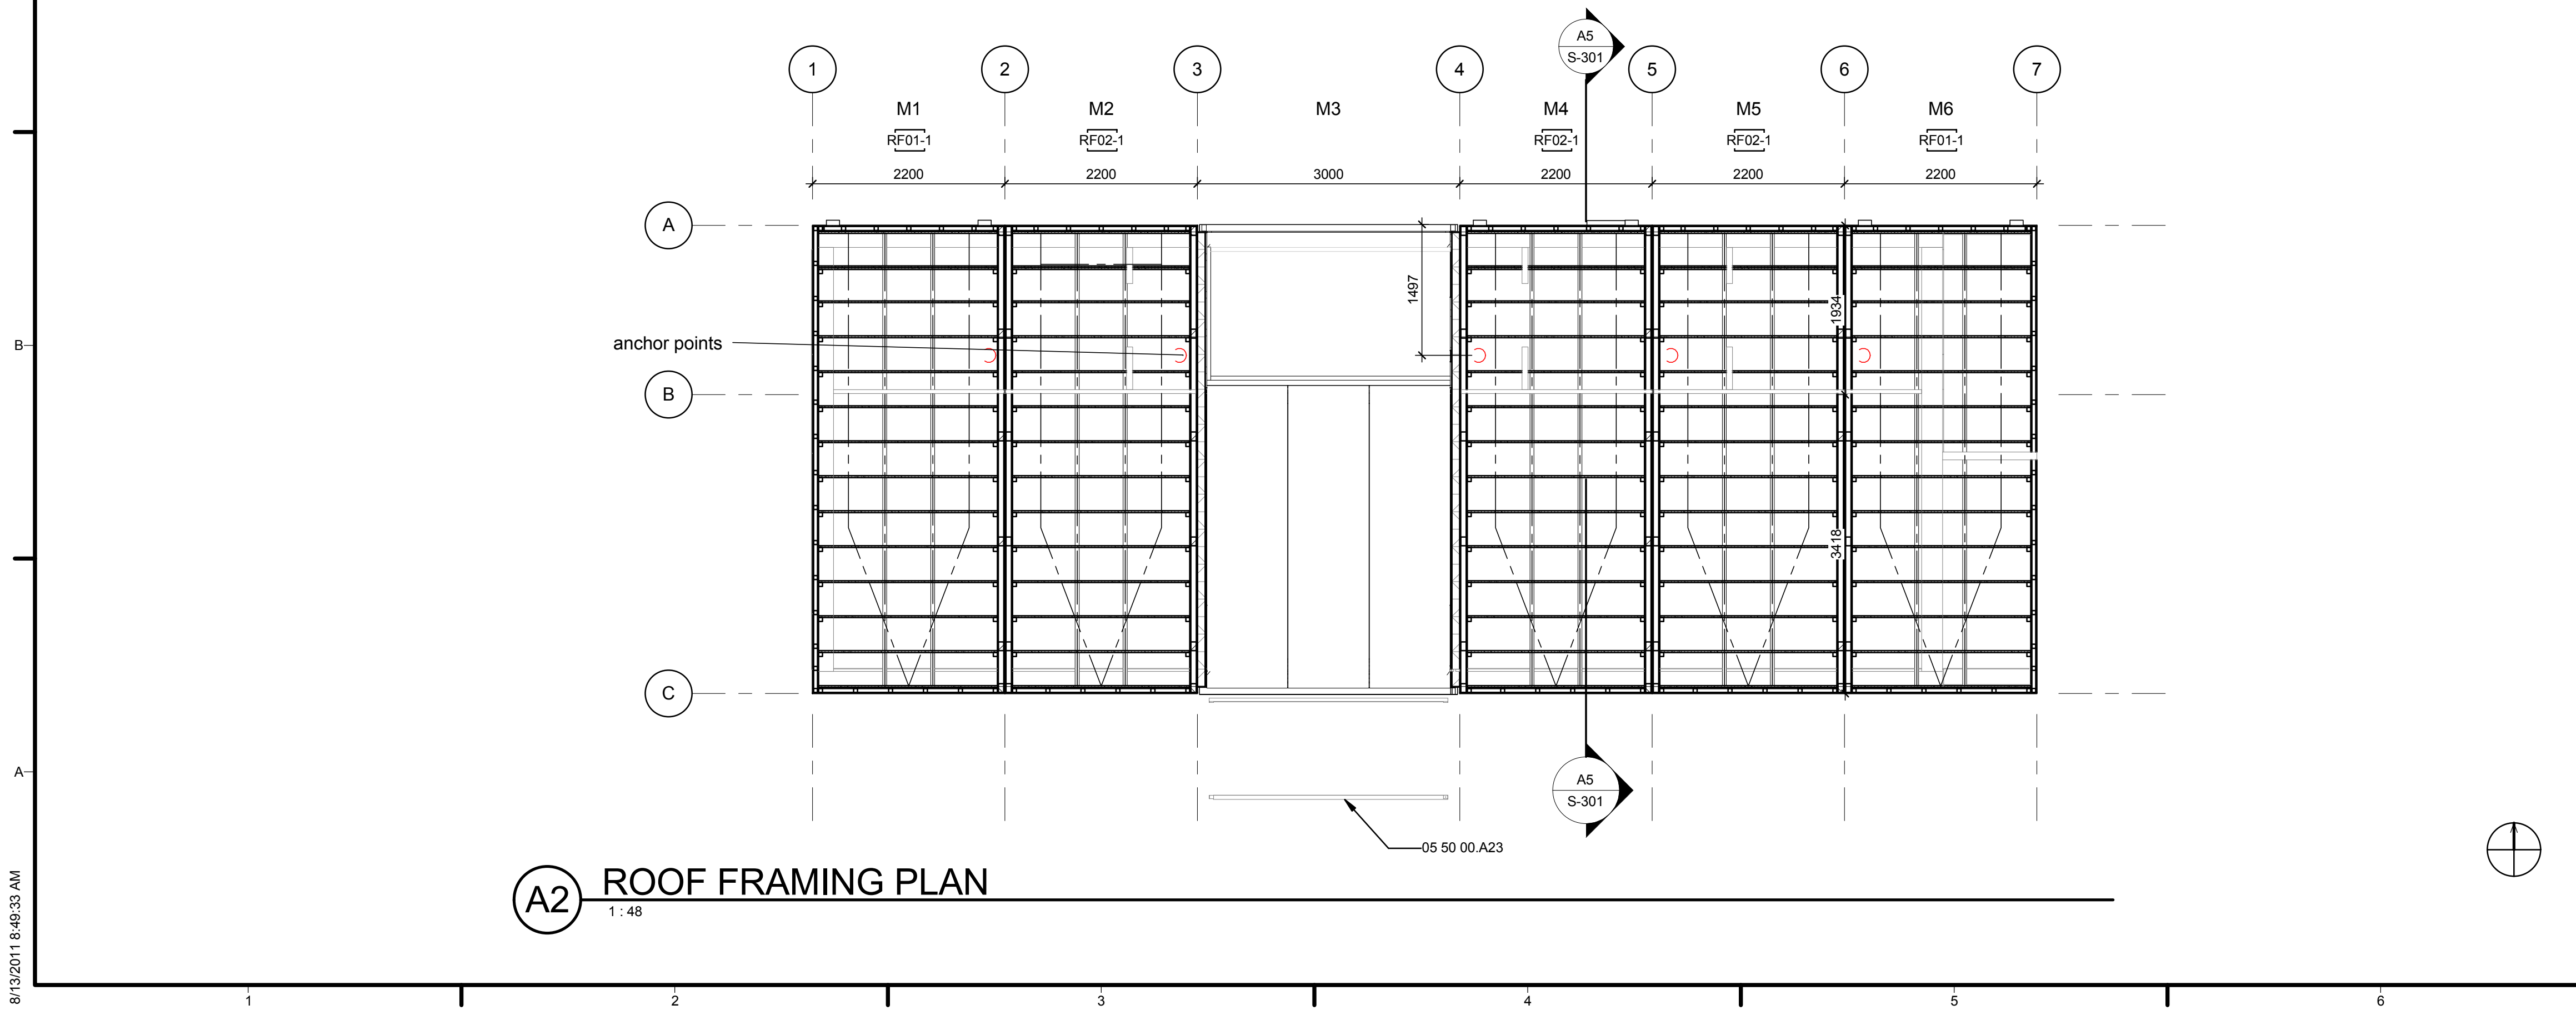 A5
S-301
1 2 3 4 5 6 7
M1 M2 M3 M4 M5 M6
RF01-1 RF02-1 RF02-1 RF02-1 RF01-1
2200 2200 3000 2200 2200 2200
A
1497
1934
anchor points
B
B
3418
C
A
A5
S-301
05 50 00.A23
A2 ROOF FRAMING PLAN
1 : 48
8/13/2011 8:49:33 AM
1 2 3 4 5 6